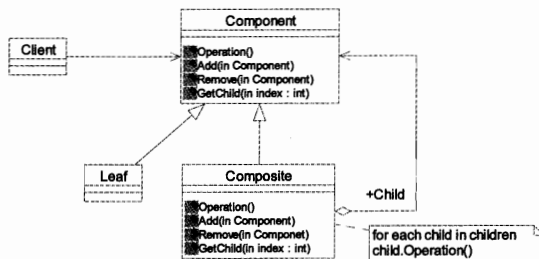 Component
Operation()
Add(in Component)
Remove(in Component)
GetChild(in index : int)
Client
Leaf
Composite
Operation()
Add(in Component)
Remove(in Componet)
GetChild(in index : int)
+Child
for each child in children
child.Operation()